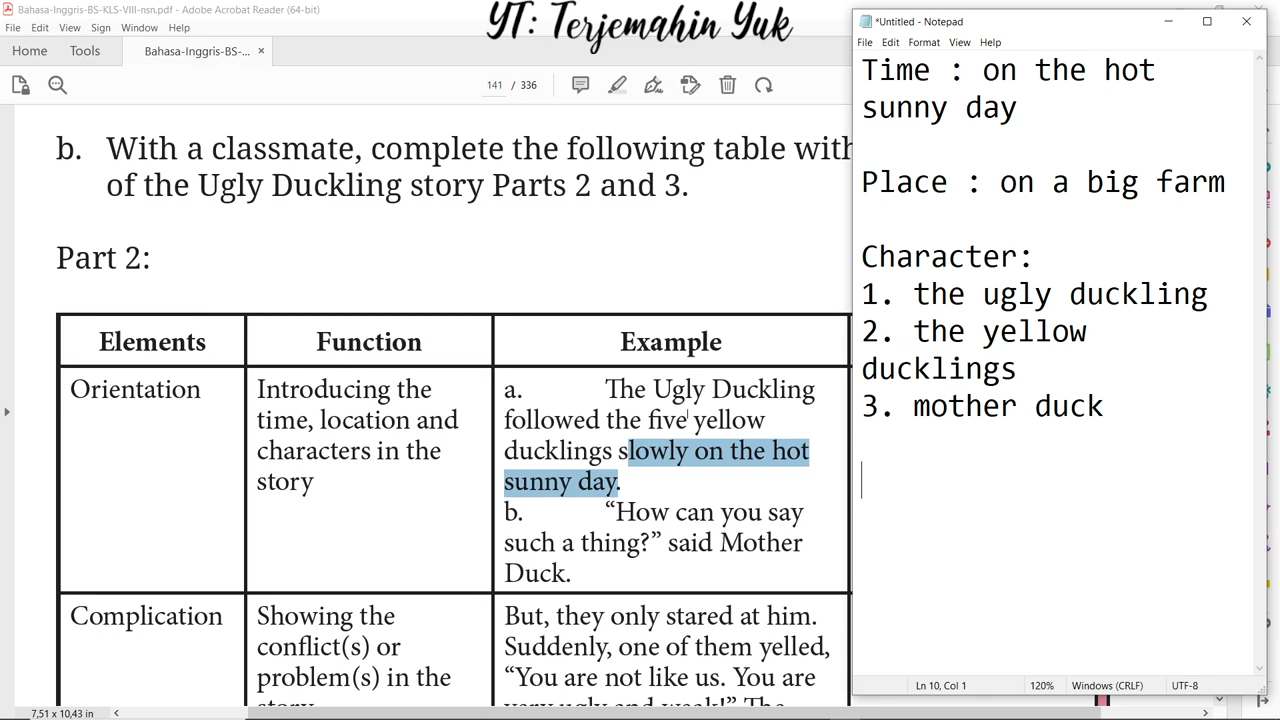 Bahasa-Inggris-BS-KLS-VIII-nsn.pdf - Adobe Acrobat Reader (64-bit)
YT: Terjemahin Yuk
File Edit View Sign Window Help
Home Tools Bahasa-Inggris-BS-... ×
141 / 336
b. With a classmate, complete the following table with
of the Ugly Duckling story Parts 2 and 3.
Part 2:
Elements Function Example
Orientation
Introducing the
time, location and
characters in the
story
a. The Ugly Duckling
followed the five yellow
ducklings slowly on the hot
sunny day.
b. “How can you say
such a thing?” said Mother
Duck.
Complication
Showing the
conflict(s) or
problem(s) in the
story
But, they only stared at him.
Suddenly, one of them yelled,
“You are not like us. You are
very ugly and weak!” The
7,51 x 10,43 in
*Untitled - Notepad
File Edit Format View Help
Time : on the hot
sunny day
Place : on a big farm
Character:
1. the ugly duckling
2. the yellow
ducklings
3. mother duck
Ln 10, Col 1 120% Windows (CRLF) UTF-8